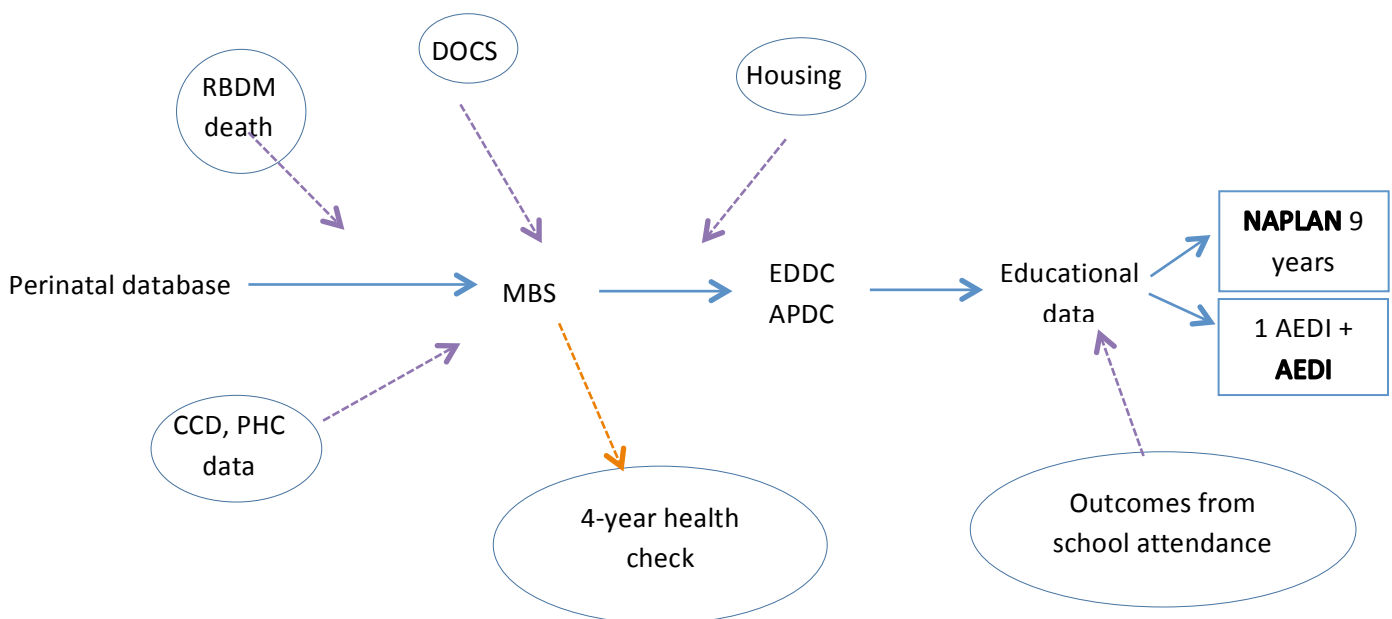 DOCS
RBDM
death
Housing
NAPLAN 9
years
Perinatal database
MBS
EDDC
APDC
Educational
data
1 AEDI +
AEDI
CCD, PHC
data
4-year health
check
Outcomes from
school attendance